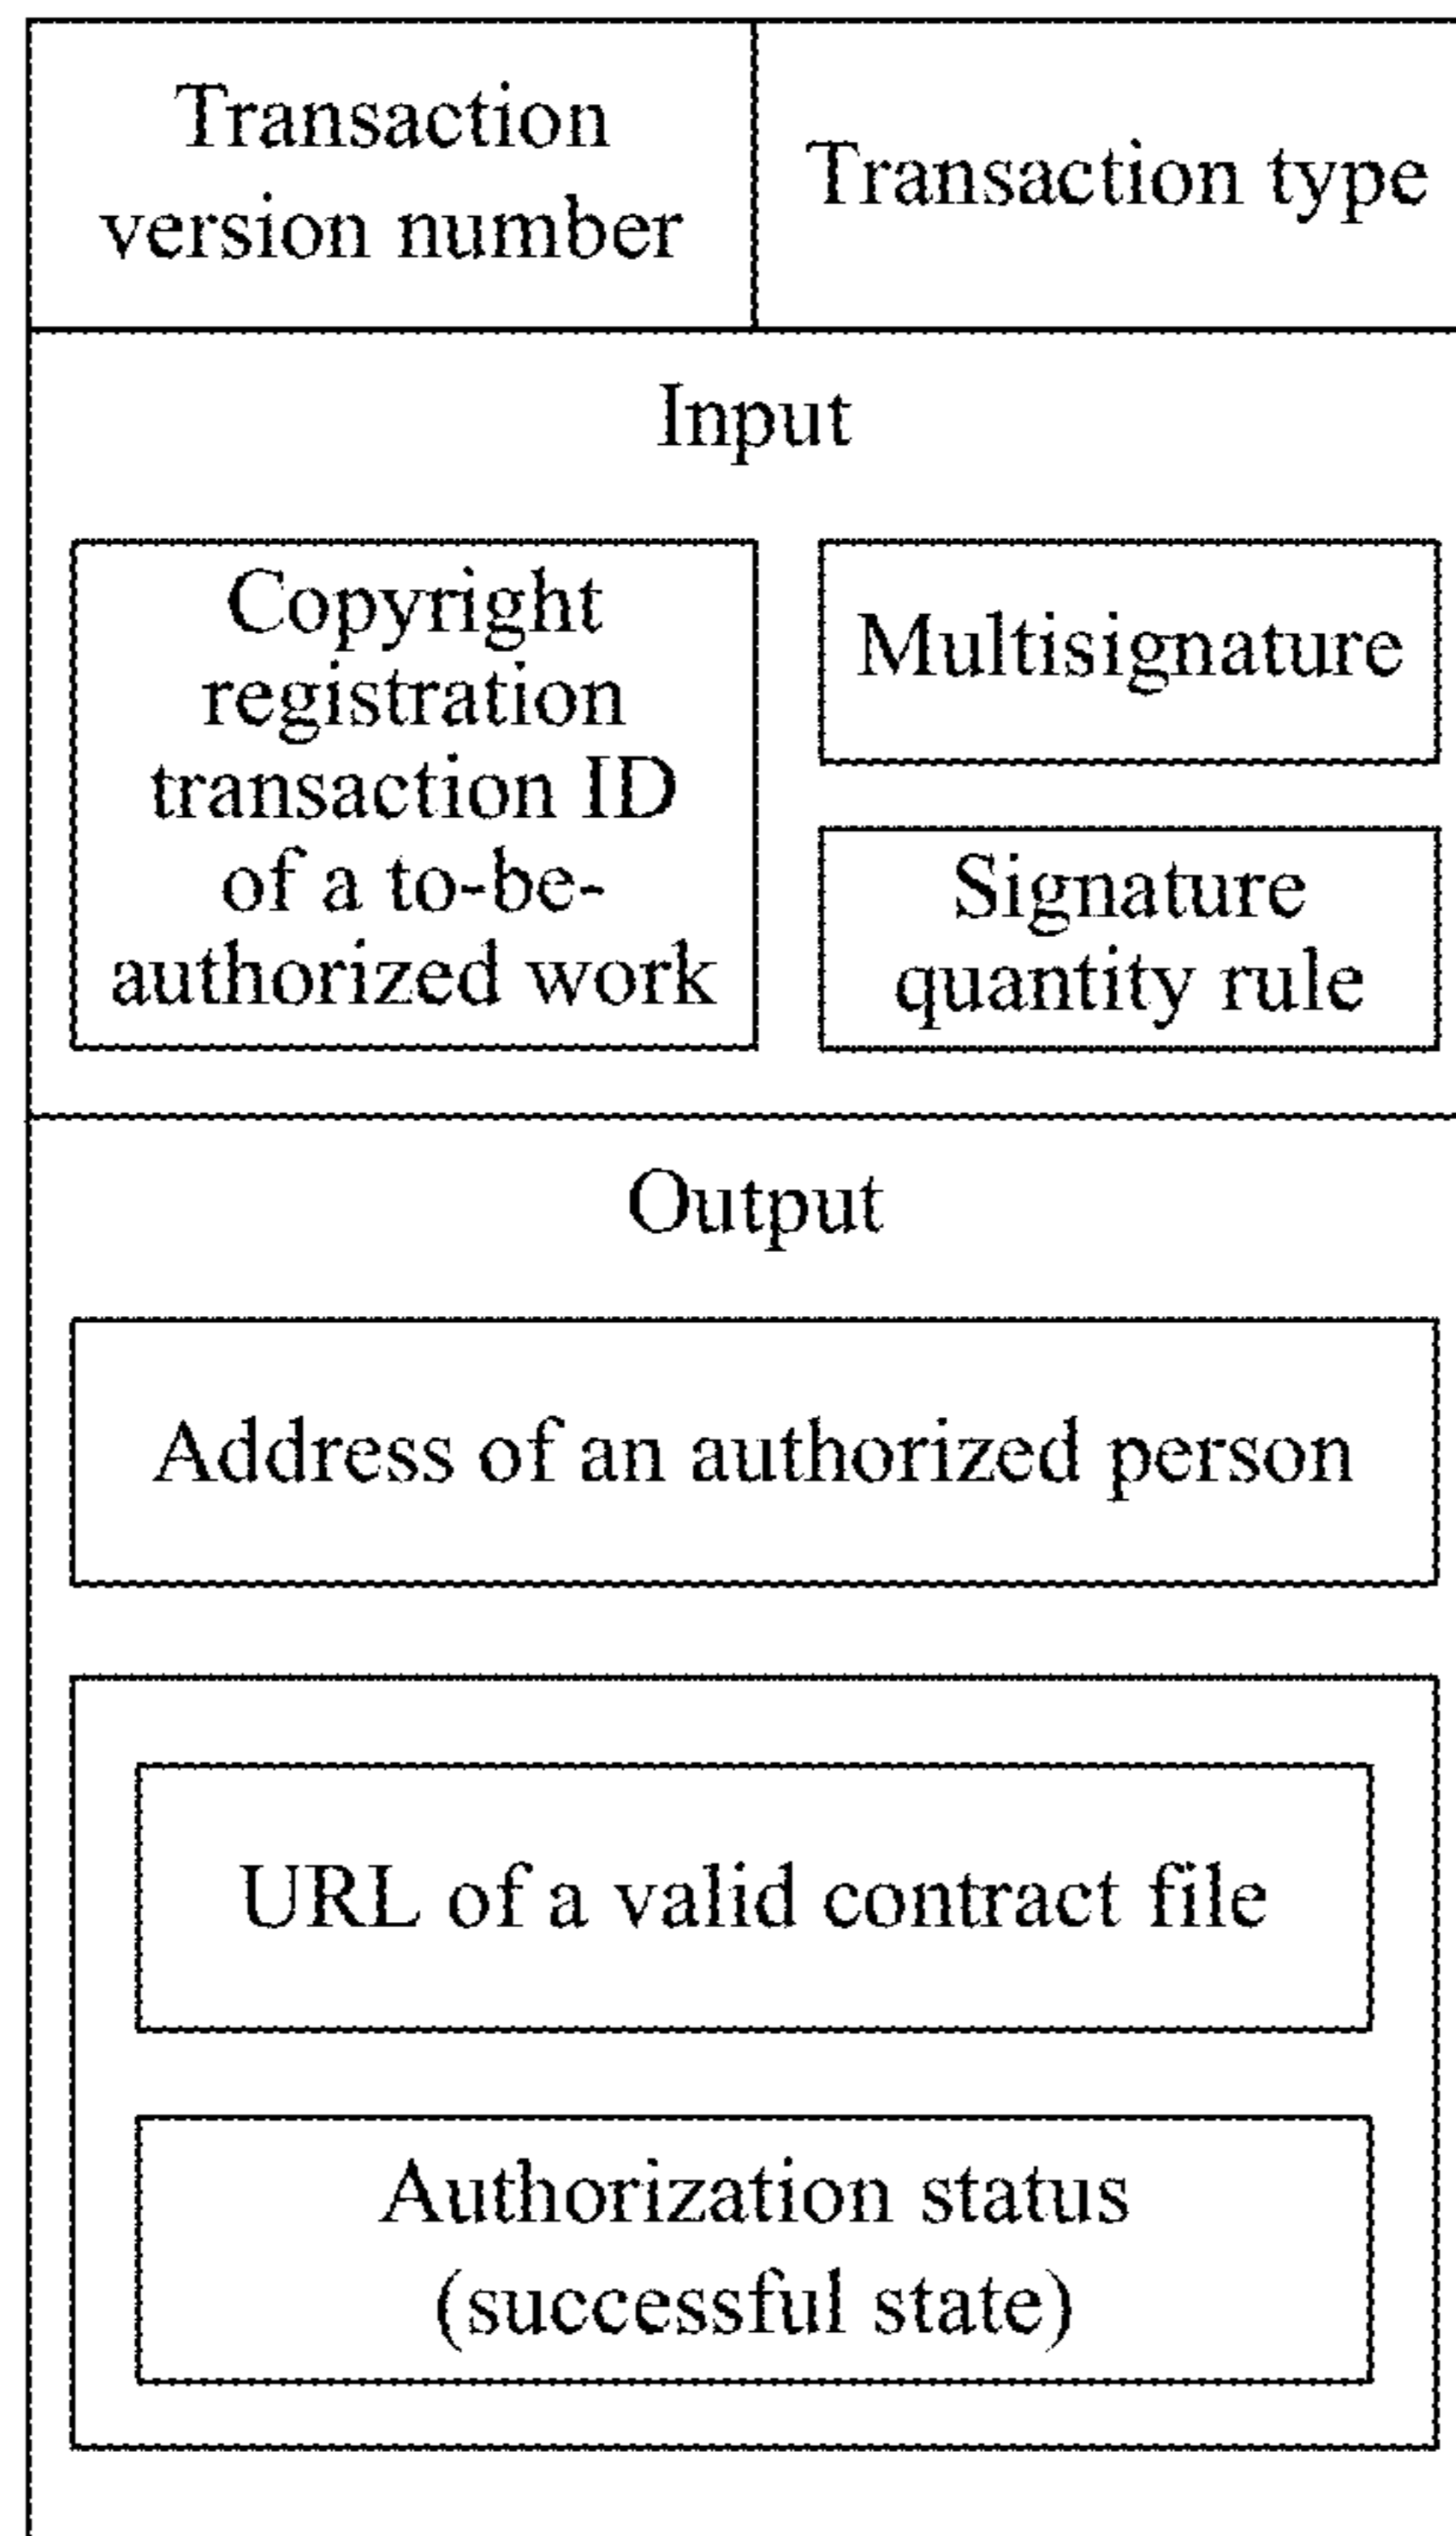 Transaction
version number
Transaction type
Input
Copyright
registration
transaction ID
of a to-be-
authorized work
Multisignature
Signature
quantity rule
Output
Address of an authorized person
URL of a valid contract file
Authorization status
(successful state)